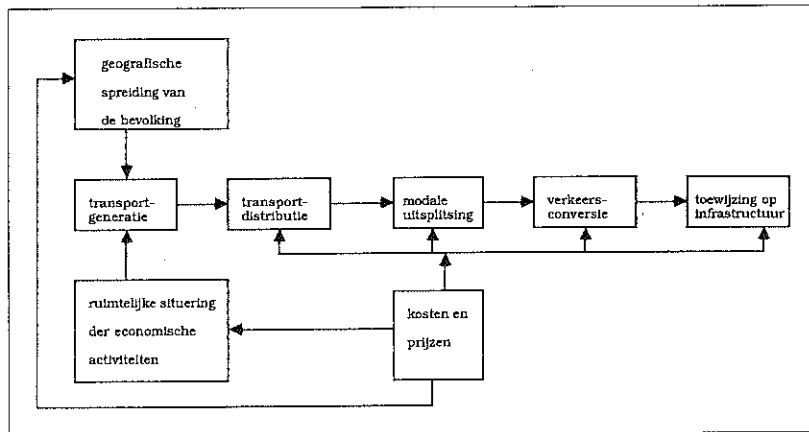 geografische
spreiding van
de bevolking
transport-
generatie
transport-
distributie
modale
uitsplitsing
verkeers-
conversie
toewijzing op
infrastructuur
ruimtelijke situering
der economische
activiteiten
kosten en
prijzen